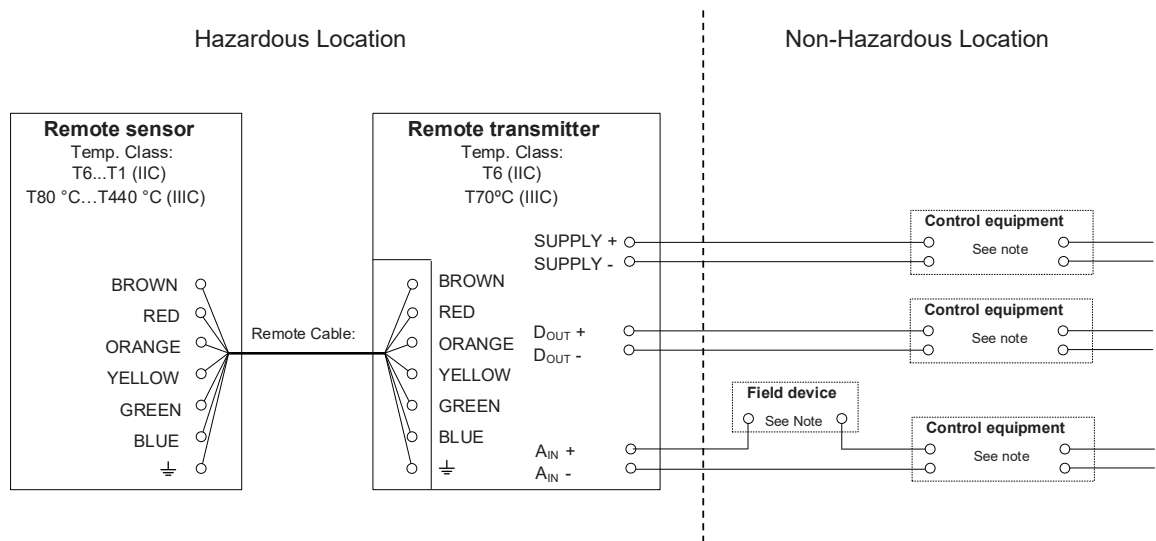 Hazardous Location
Non-Hazardous Location
Remote sensor
Temp. Class:
T6...T1 (IIC)
T80 °C…T440 °C (IIIC)
BROWN
RED
ORANGE
YELLOW
GREEN
BLUE
Remote Cable:
Remote transmitter
Temp. Class:
T6 (IIC)
T70ºC (IIIC)
BROWN
RED
ORANGE
YELLOW
GREEN
BLUE
SUPPLY +
SUPPLY -
DOUT +
DOUT -
AIN +
AIN -
Control equipment
See note
Control equipment
See note
Field device
See Note
Control equipment
See note